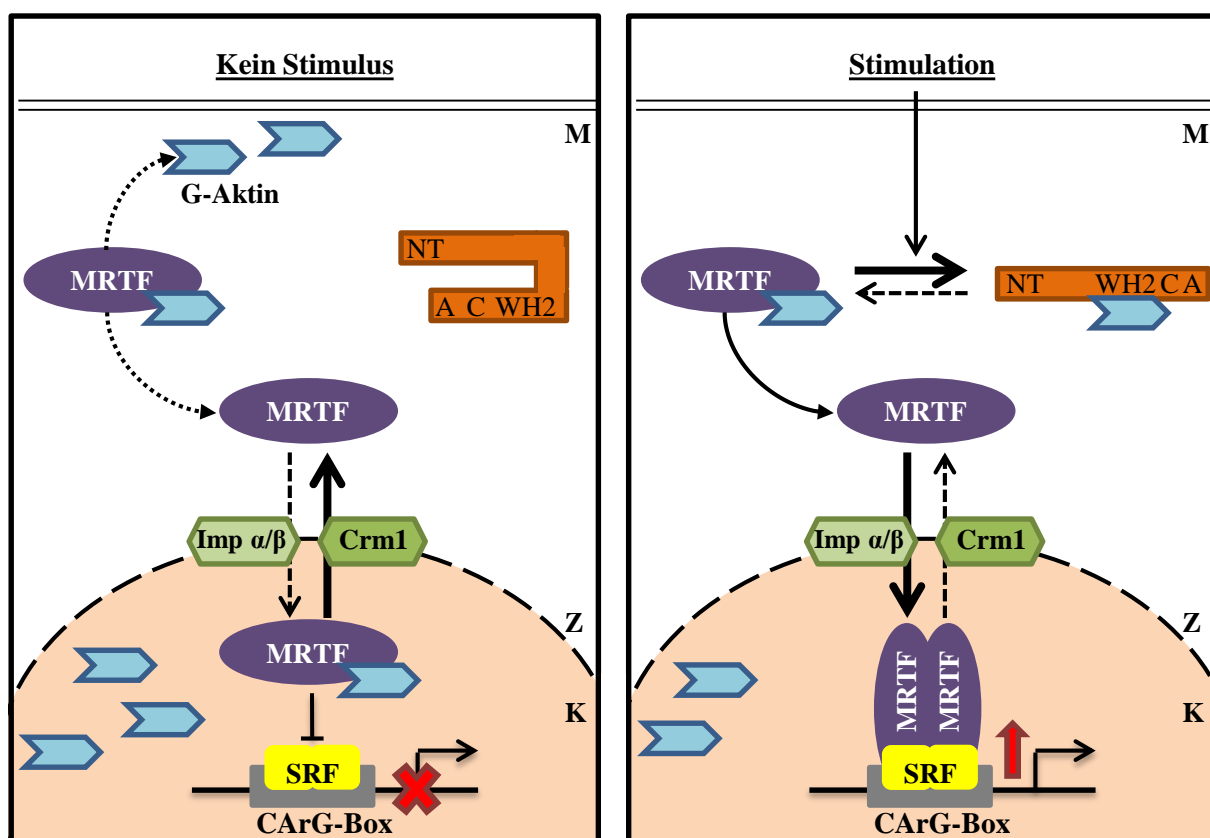 Kein Stimulus
M
G-Aktin
MRTF
NT
A C WH2
MRTF
Imp α/β
Crm1
Z
MRTF
K
SRF
CArG-Box
Stimulation
M
MRTF
NT WH2 C A
MRTF
Imp α/β
Crm1
Z
MRTF
MRTF
K
SRF
CArG-Box